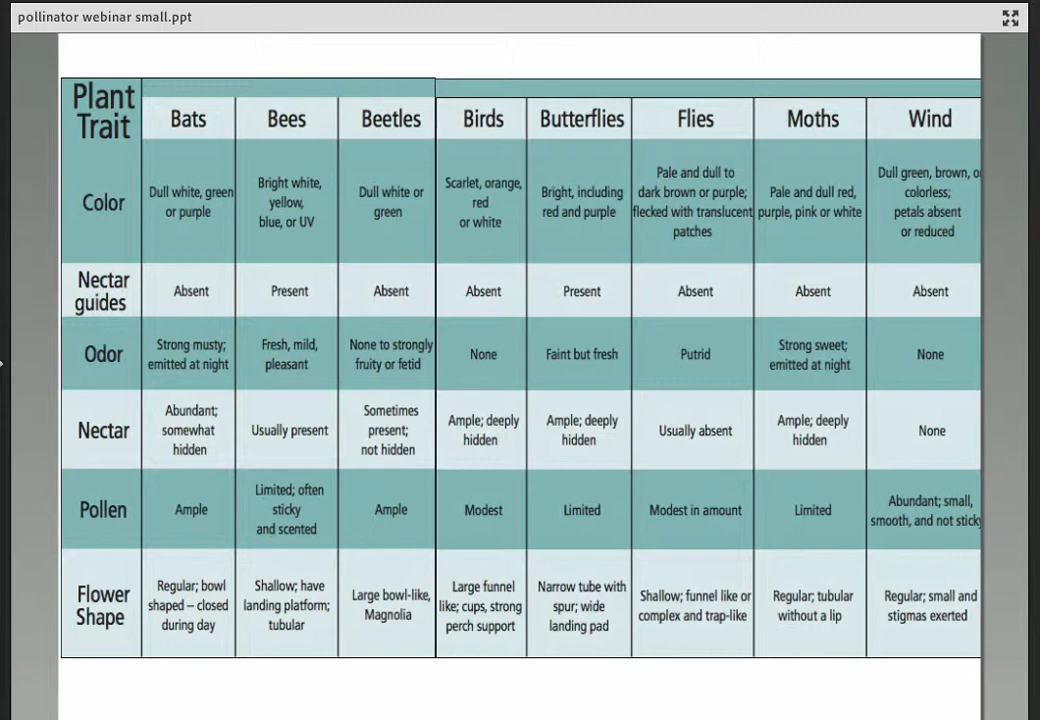 pollinator webinar small.ppt
Plant
Trait
Bats
Bees
Beetles
Birds
Butterflies
Flies
Moths
Wind
Color
Dull white, green
or purple
Bright white,
yellow,
blue, or UV
Dull white or
green
Scarlet, orange,
red
or white
Bright, including
red and purple
Pale and dull to
dark brown or purple;
flecked with translucent
patches
Pale and dull red,
purple, pink or white
Dull green, brown, or
colorless;
petals absent
or reduced
Nectar
guides
Absent
Present
Absent
Absent
Present
Absent
Absent
Absent
Odor
Strong musty;
emitted at night
Fresh, mild,
pleasant
None to strongly
fruity or fetid
None
Faint but fresh
Putrid
Strong sweet;
emitted at night
None
Nectar
Abundant;
somewhat
hidden
Usually present
Sometimes
present;
not hidden
Ample; deeply
hidden
Ample; deeply
hidden
Usually absent
Ample; deeply
hidden
None
Pollen
Ample
Limited; often
sticky
and scented
Ample
Modest
Limited
Modest in amount
Limited
Abundant; small,
smooth, and not sticky
Flower
Shape
Regular; bowl
shaped – closed
during day
Shallow; have
landing platform;
tubular
Large bowl-like,
Magnolia
Large funnel
like; cups, strong
perch support
Narrow tube with
spur; wide
landing pad
Shallow; funnel like or
complex and trap-like
Regular; tubular
without a lip
Regular; small and
stigmas exerted